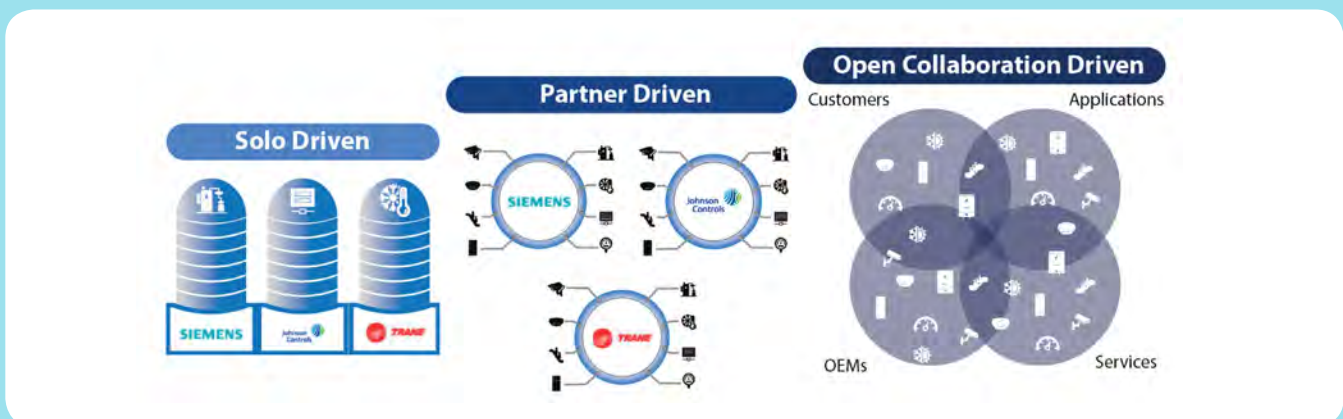 Solo Driven
SIEMENS
Johnson
Controls
TRANE
Partner Driven
SIEMENS
Johnson
Controls
TRANE
Open Collaboration Driven
Customers
Applications
OEMs
Services